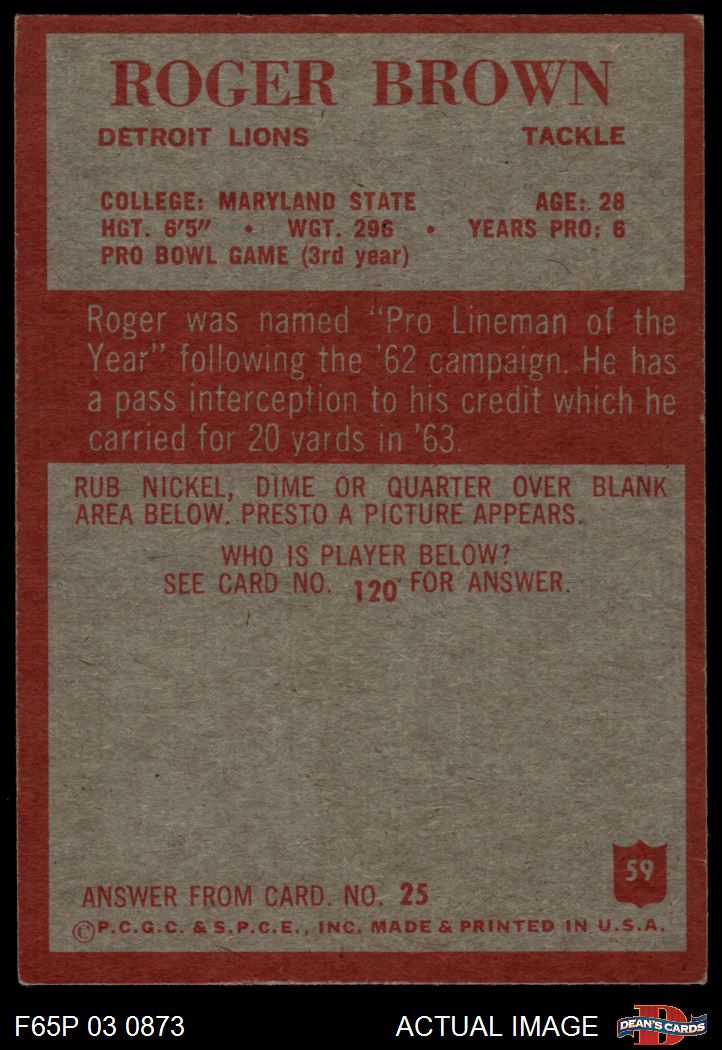 ROGER BROWN
DETROIT LIONS TACKLE
COLLEGE: MARYLAND STATE AGE: 28
HGT. 6'5" • WGT. 296 • YEARS PRO: 6
PRO BOWL GAME (3rd year)
Roger was named "Pro Lineman of the
Year" following the '62 campaign. He has
a pass interception to his credit which he
carried for 20 yards in '63.
RUB NICKEL, DIME OR QUARTER OVER BLANK
AREA BELOW. PRESTO A PICTURE APPEARS.
WHO IS PLAYER BELOW?
SEE CARD NO. 120 FOR ANSWER.
59
ANSWER FROM CARD. NO. 25
©P.C.G.C. & S.P.C.E., INC. MADE & PRINTED IN U.S.A.
F65P 03 0873 ACTUAL IMAGE
D
DEAN'S CARDS